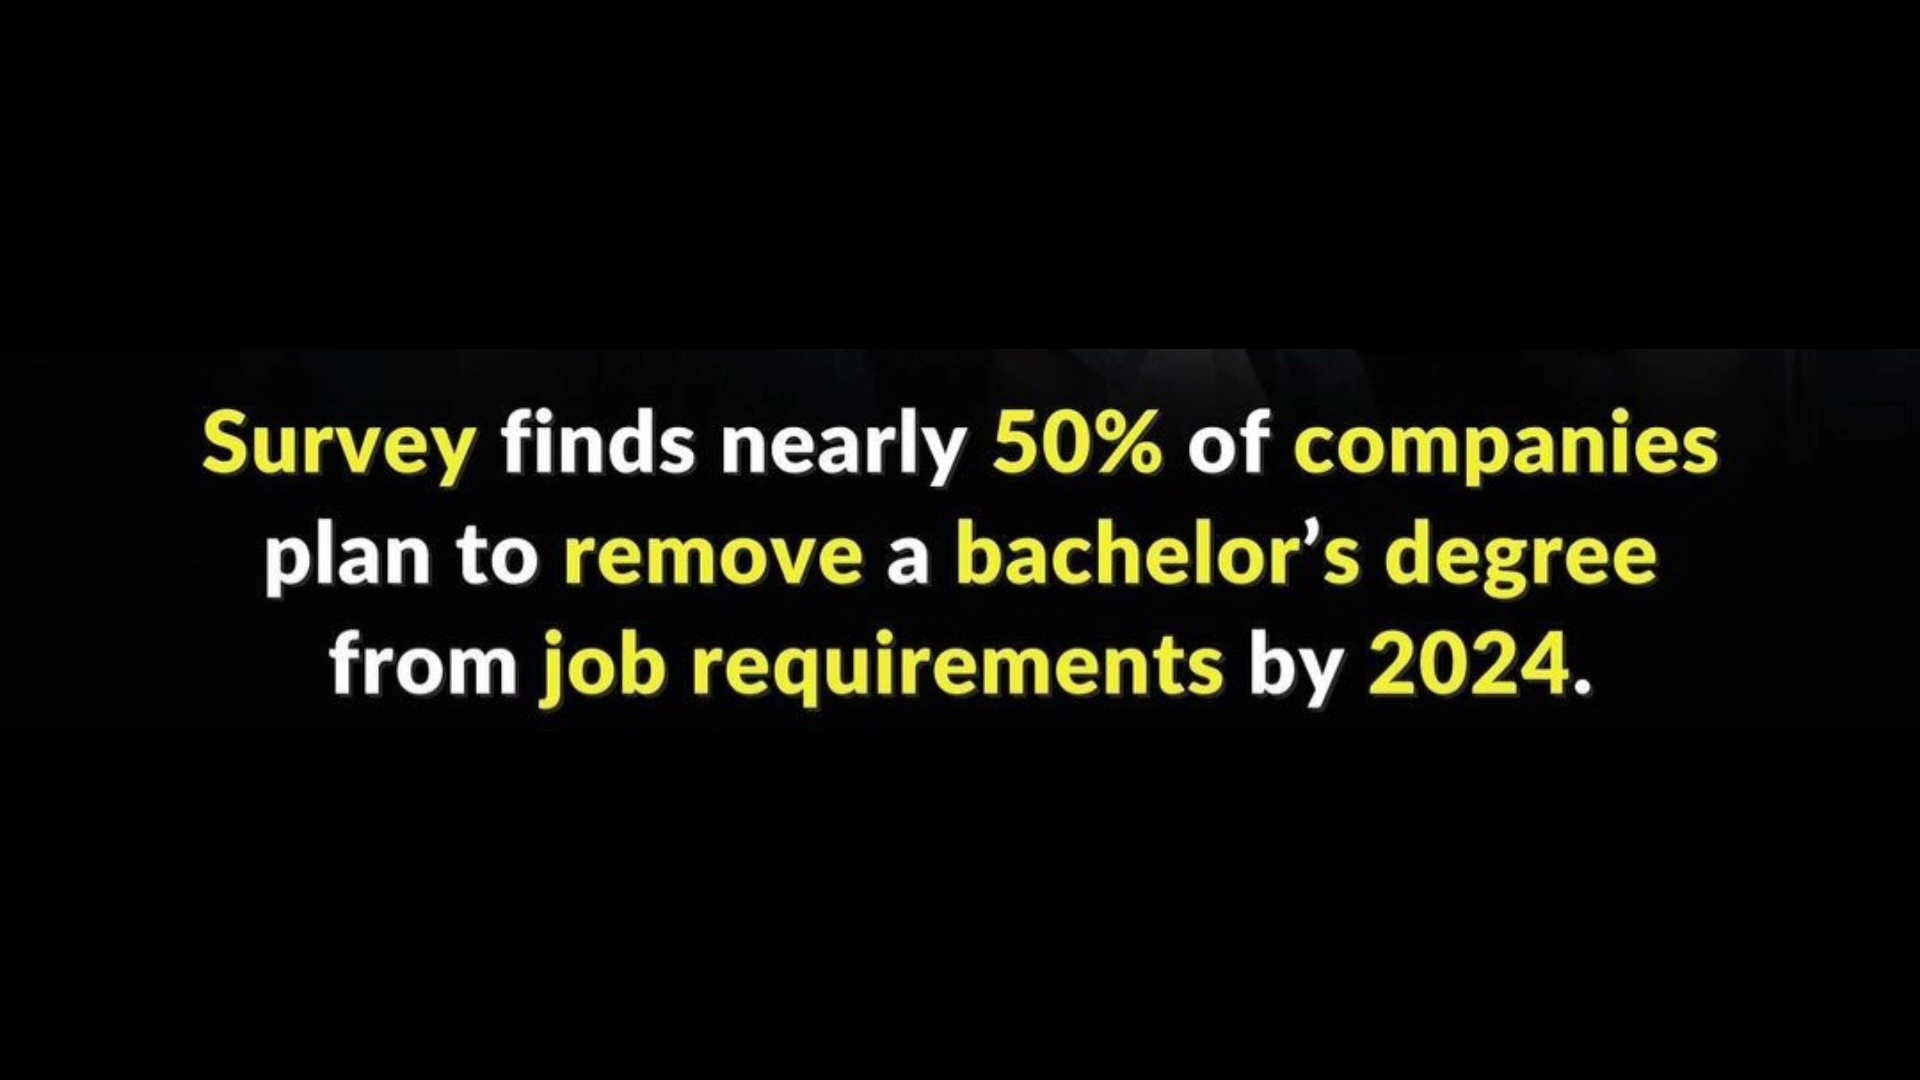 Survey finds nearly 50% of companies
plan to remove a bachelor’s degree
from job requirements by 2024.